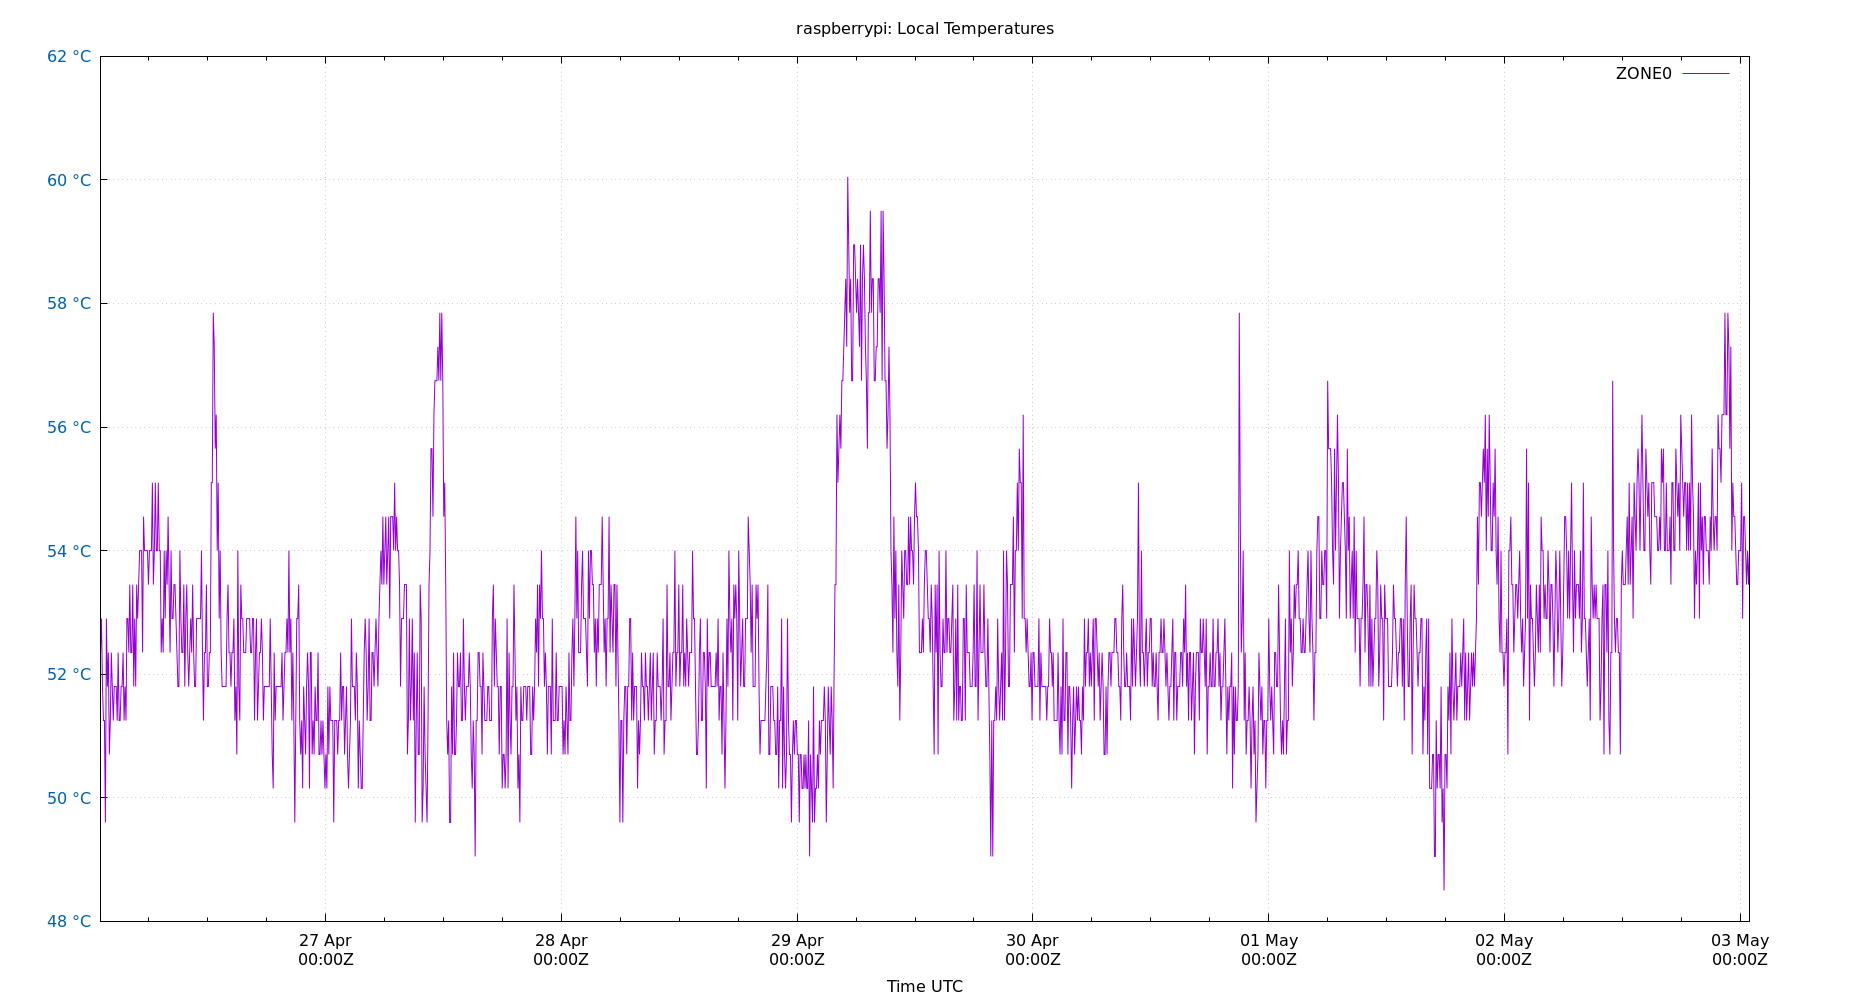 raspberrypi: Local Temperatures
62 °C
ZONE0
60 °C
58 °C
56 °C
54 °C
52 °C
50 °C
48 °C
27 Apr 28 Apr 29 Apr 30 Apr 01 May 02 May 03 May
00:00Z 00:00Z 00:00Z 00:00Z 00:00Z 00:00Z 00:00Z
Time UTC